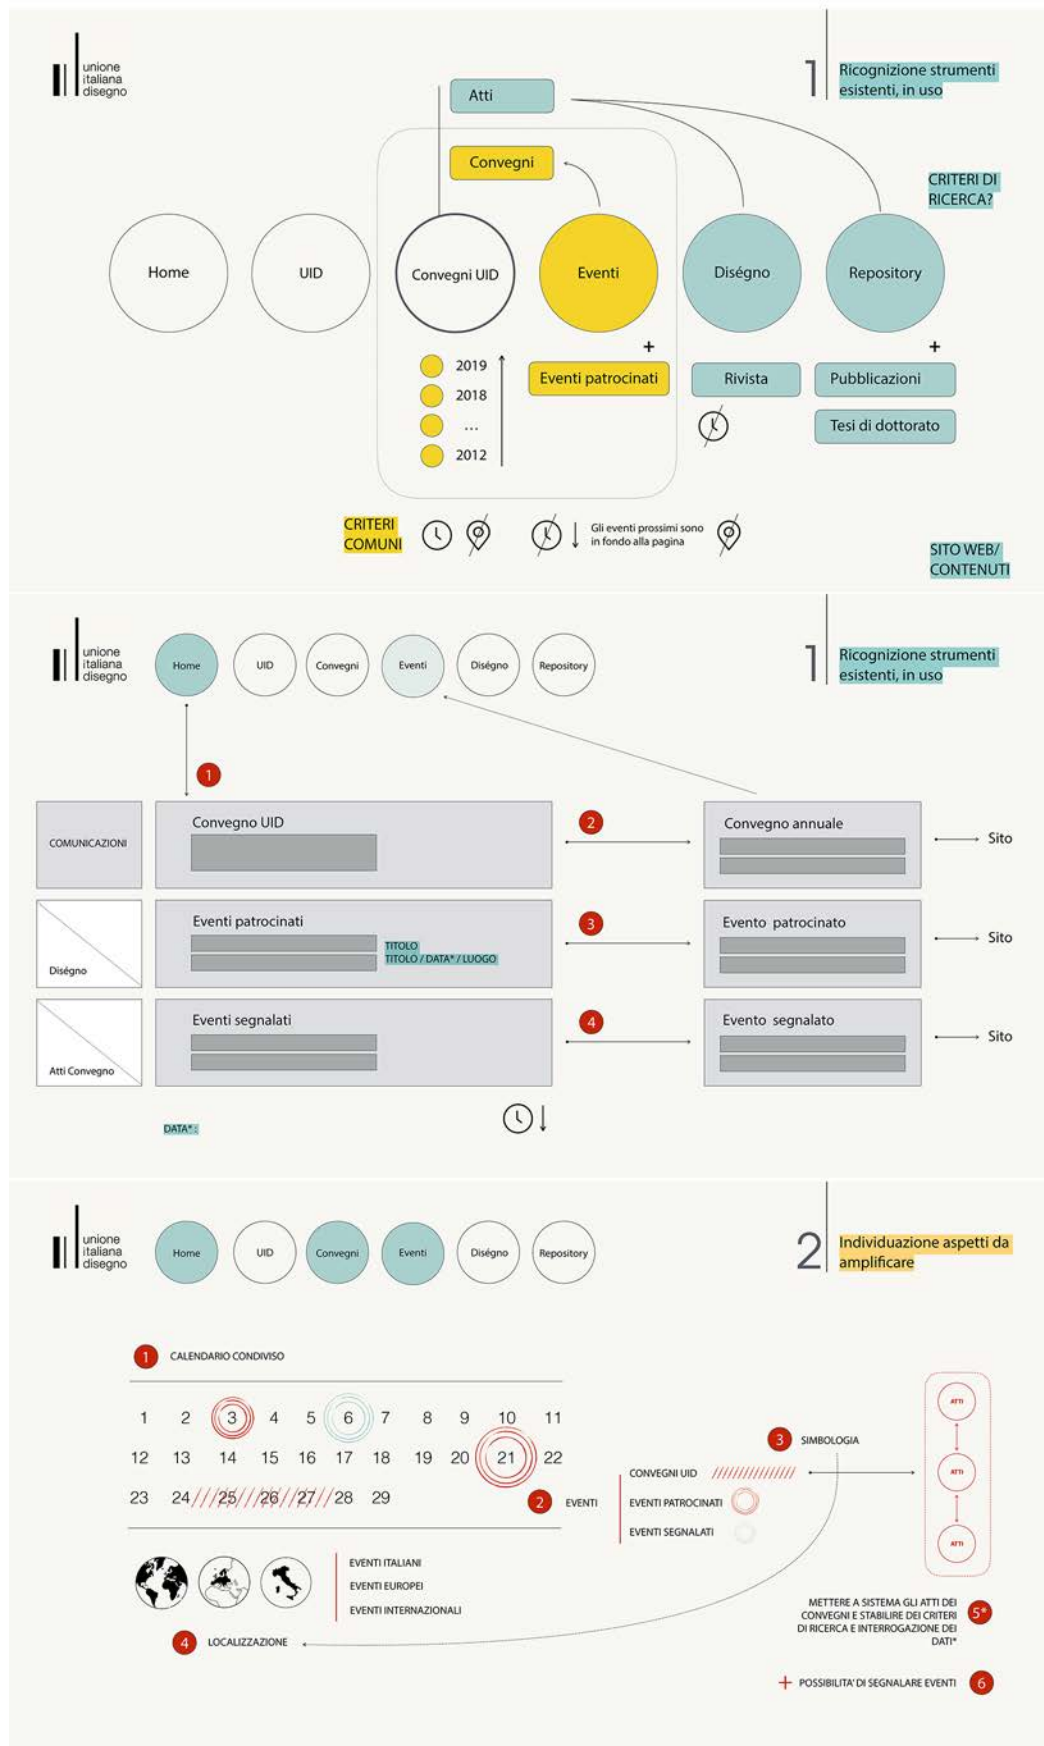 unione
italiana
disegno
1
Ricognizione strumenti
esistenti, in uso
Atti
Convegni
CRITERI DI
RICERCA?
Home
UID
Convegni UID
Eventi
Diségno
Repository
+
+
2019
2018
...
2012
Eventi patrocinati
Rivista
Pubblicazioni
Tesi di dottorato
CRITERI
COMUNI
Gli eventi prossimi sono
in fondo alla pagina
SITO WEB/
CONTENUTI
unione
italiana
disegno
Home
UID
Convegni
Eventi
Diségno
Repository
1
Ricognizione strumenti
esistenti, in uso
1
COMUNICAZIONI
Convegno UID
2
Convegno annuale
Sito
Diségno
Eventi patrocinati
TITOLO
TITOLO / DATA* / LUOGO
3
Evento patrocinato
Sito
Atti Convegno
Eventi segnalati
4
Evento segnalato
Sito
DATA* :
unione
italiana
disegno
Home
UID
Convegni
Eventi
Diségno
Repository
2
Individuazione aspetti da
amplificare
1 CALENDARIO CONDIVISO
1 2 3 4 5 6 7 8 9 10 11
12 13 14 15 16 17 18 19 20 21 22
23 24 25 26 27 28 29
2 EVENTI
3 SIMBOLOGIA
CONVEGNI UID
EVENTI PATROCINATI
EVENTI SEGNALATI
ATTI
ATTI
ATTI
EVENTI ITALIANI
EVENTI EUROPEI
EVENTI INTERNAZIONALI
4 LOCALIZZAZIONE
METTERE A SISTEMA GLI ATTI DEI
CONVEGNI E STABILIRE DEI CRITERI
DI RICERCA E INTERROGAZIONE DEI
DATI*
5*
+ POSSIBILITA' DI SEGNALARE EVENTI 6